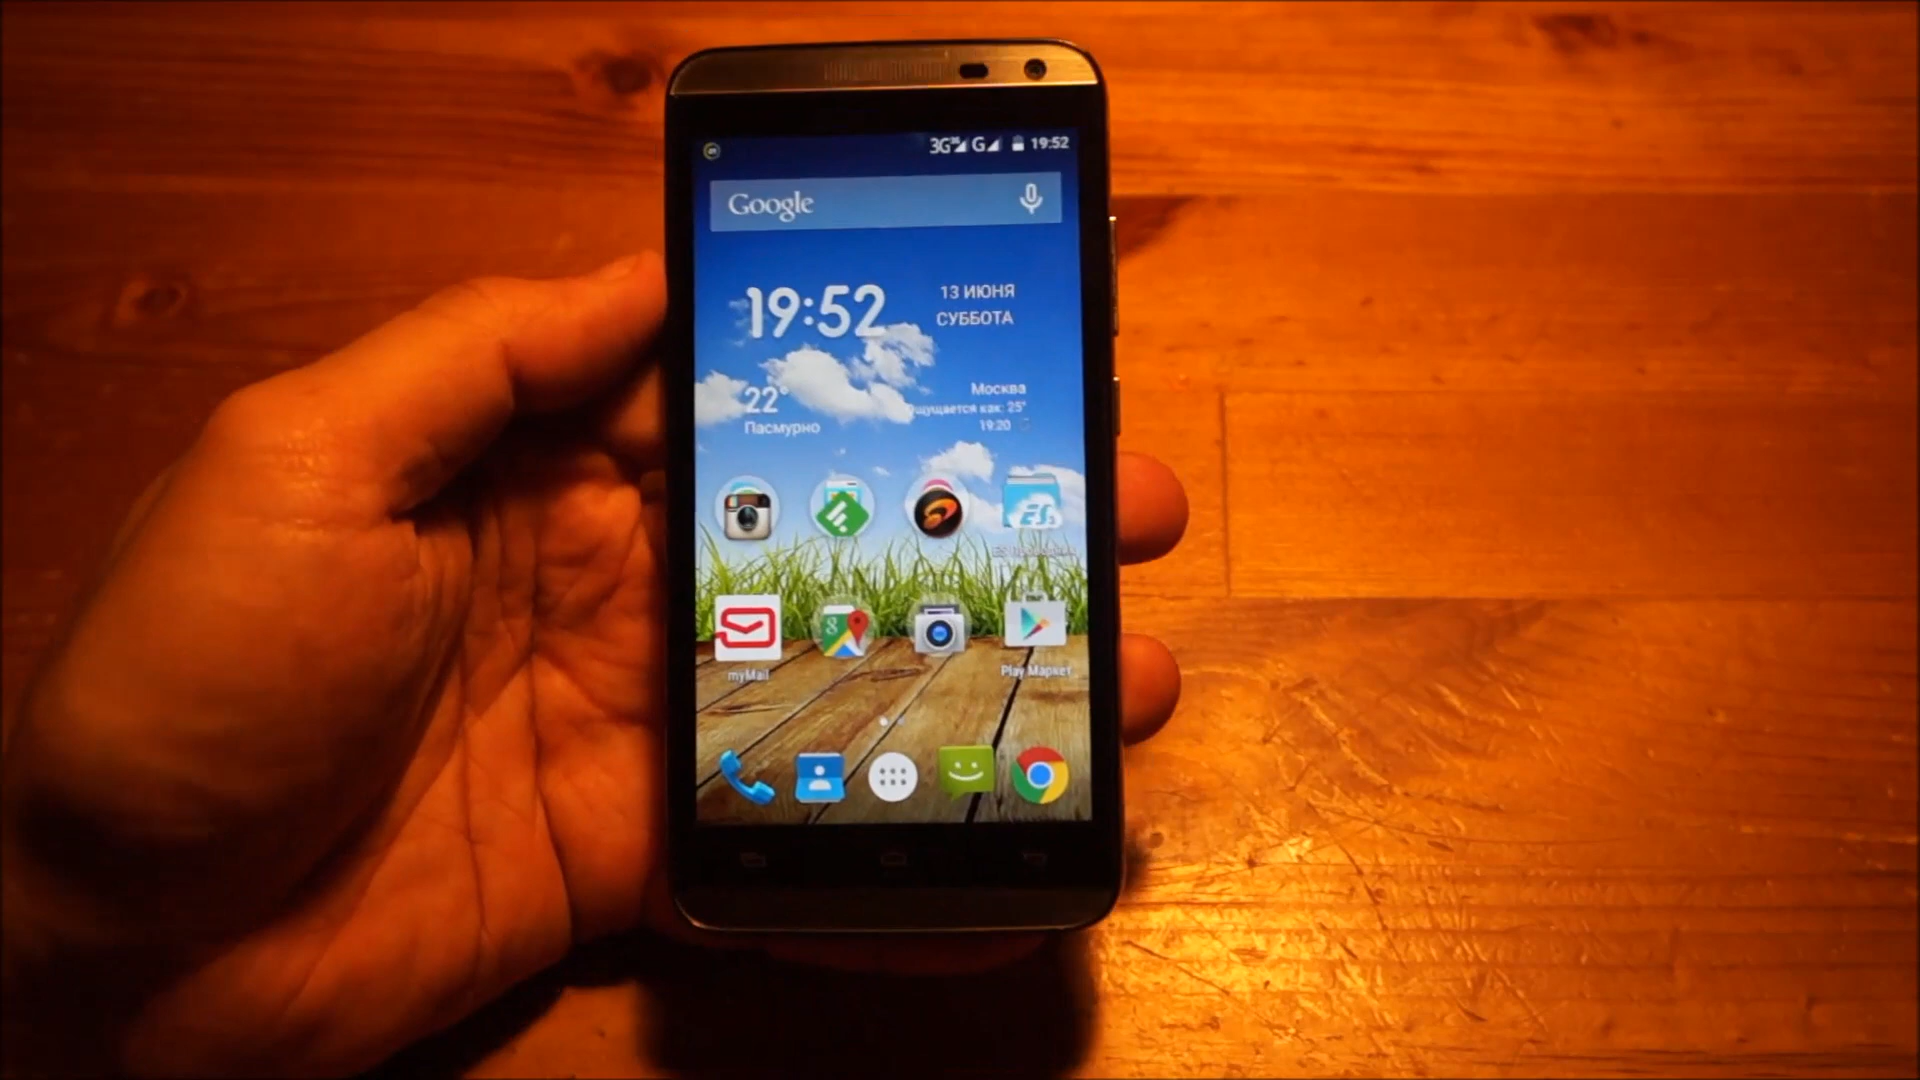 3G G 19:52
Google
19:52
13 ИЮНЯ
СУББОТА
22°
Пасмурно
Москва
Ощущается как: 25°
19:20
ES
myMail
Play Маркет